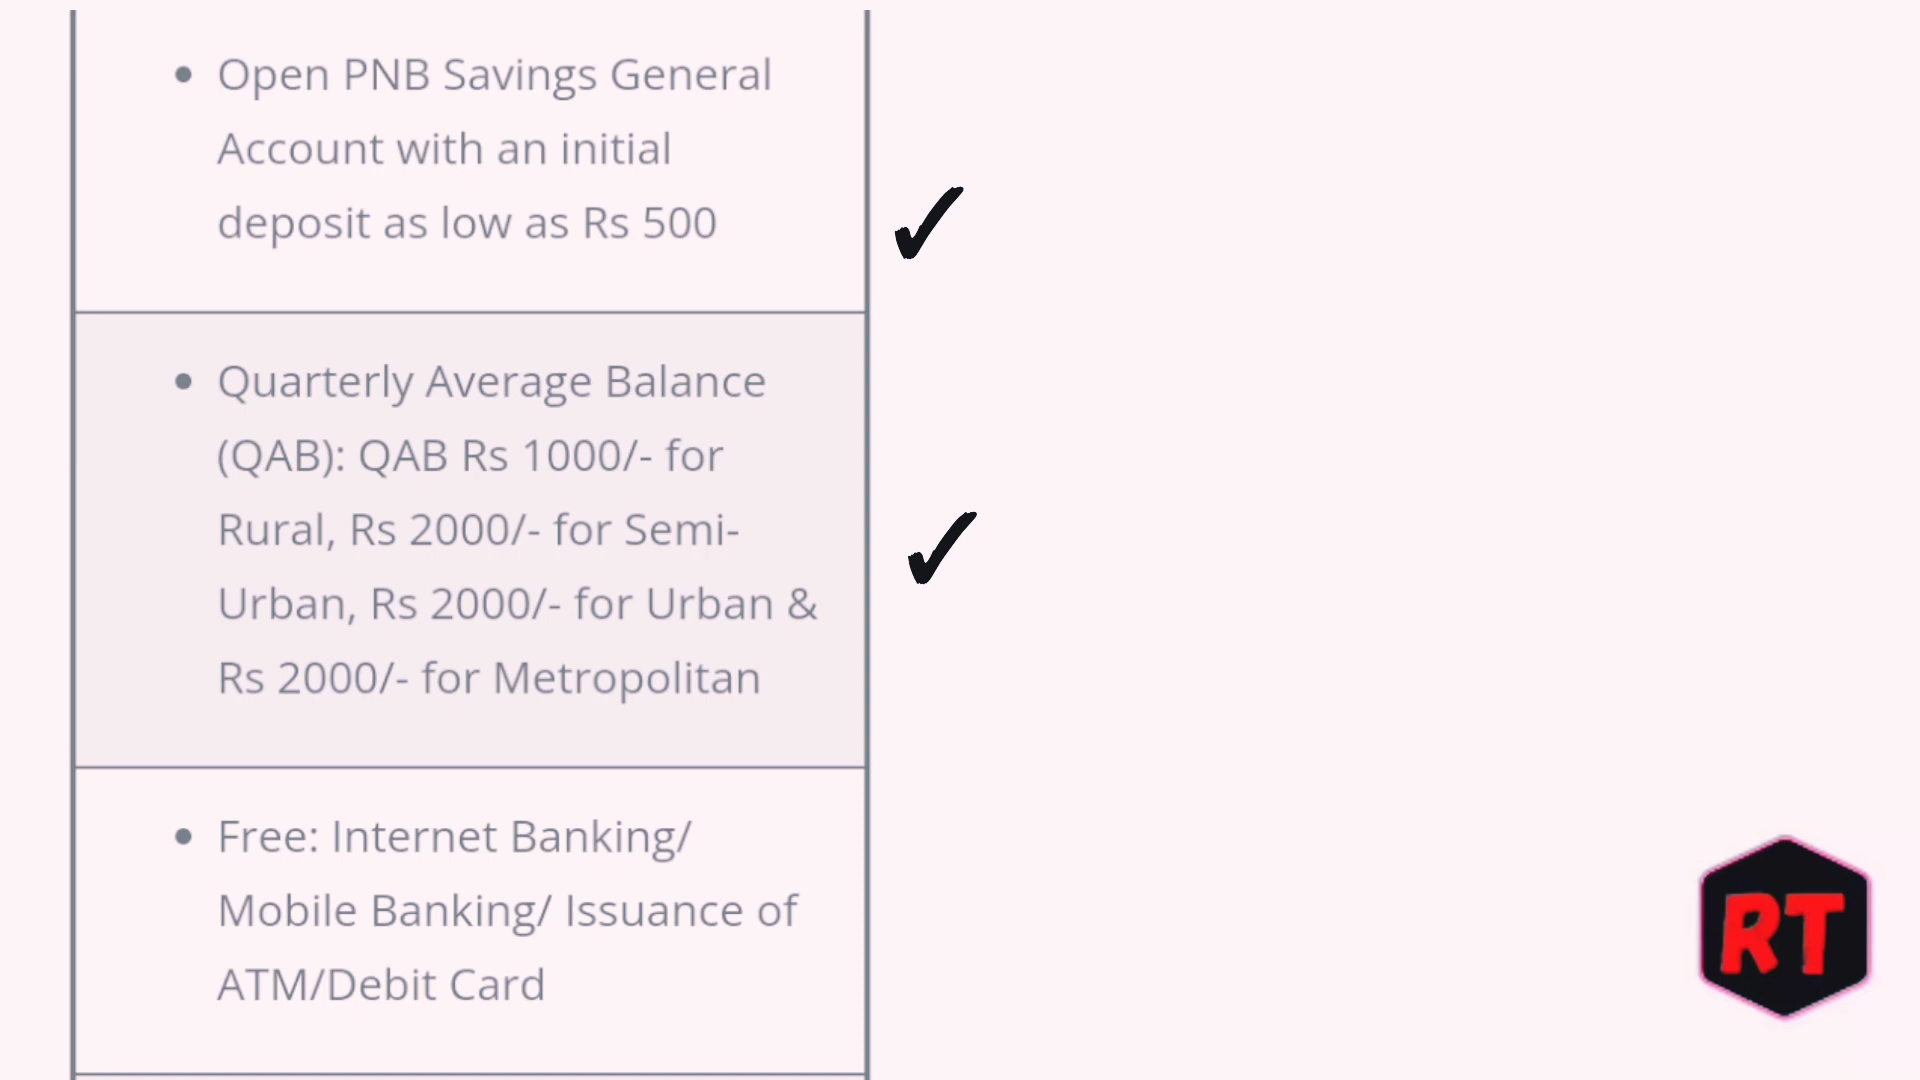 Open PNB Savings General
Account with an initial
deposit as low as Rs 500
Quarterly Average Balance
(QAB): QAB Rs 1000/- for
Rural, Rs 2000/- for Semi-
Urban, Rs 2000/- for Urban &
Rs 2000/- for Metropolitan
Free: Internet Banking/
Mobile Banking/ Issuance of
ATM/Debit Card
RT